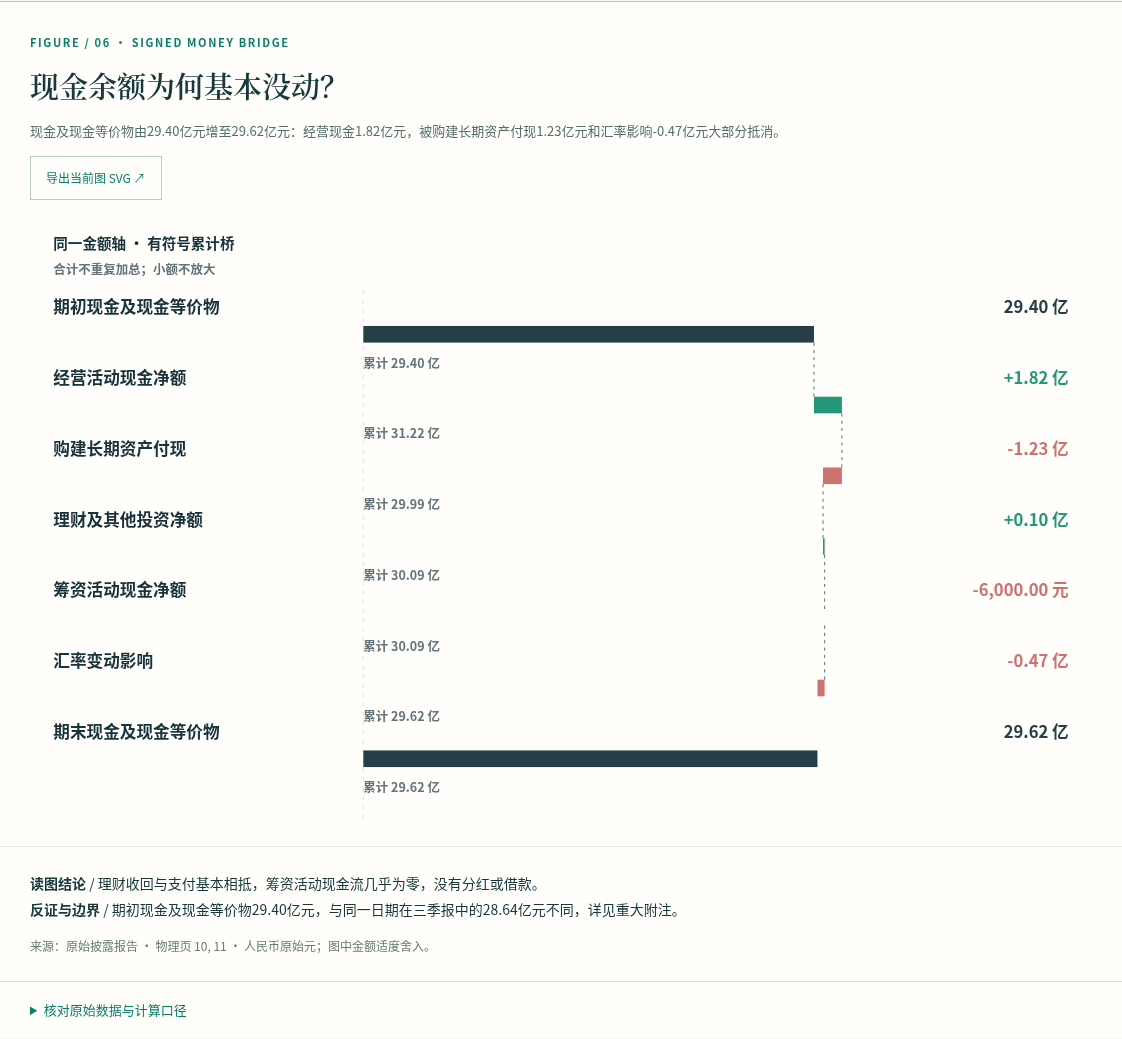 FIGURE / 06 · SIGNED MONEY BRIDGE
现金余额为何基本没动？
现金及现金等价物由29.40亿元增至29.62亿元：经营现金1.82亿元，被购建长期资产付现1.23亿元和汇率影响-0.47亿元大部分抵消。
导出当前图 SVG ↗
同一金额轴 · 有符号累计桥
合计不重复加总；小额不放大
期初现金及现金等价物 29.40 亿
累计 29.40 亿
经营活动现金净额 +1.82 亿
累计 31.22 亿
购建长期资产付现 -1.23 亿
累计 29.99 亿
理财及其他投资净额 +0.10 亿
累计 30.09 亿
筹资活动现金净额 -6,000.00 元
累计 30.09 亿
汇率变动影响 -0.47 亿
累计 29.62 亿
期末现金及现金等价物 29.62 亿
累计 29.62 亿
读图结论 / 理财收回与支付基本相抵，筹资活动现金流几乎为零，没有分红或借款。
反证与边界 / 期初现金及现金等价物29.40亿元，与同一日期在三季报中的28.64亿元不同，详见重大附注。
来源：原始披露报告 · 物理页 10, 11 · 人民币原始元；图中金额适度舍入。
▶ 核对原始数据与计算口径